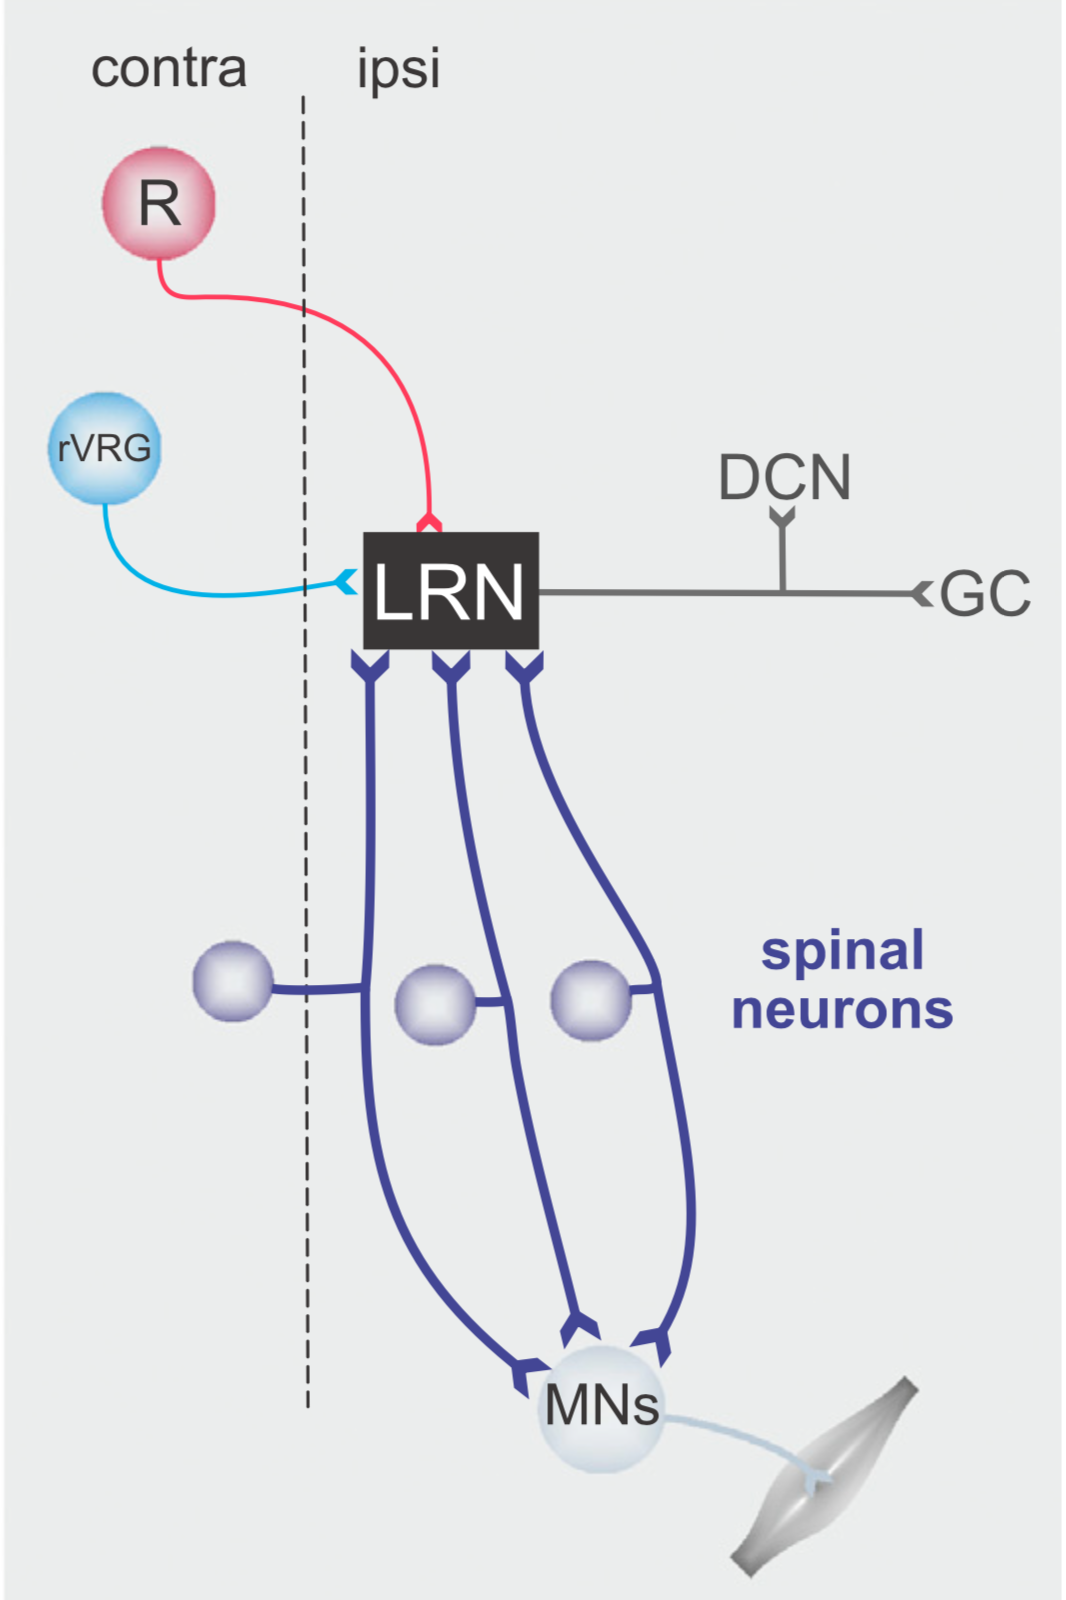 contra
ipsi
R
rVRG
DCN
LRN
GC
spinal
neurons
MNs